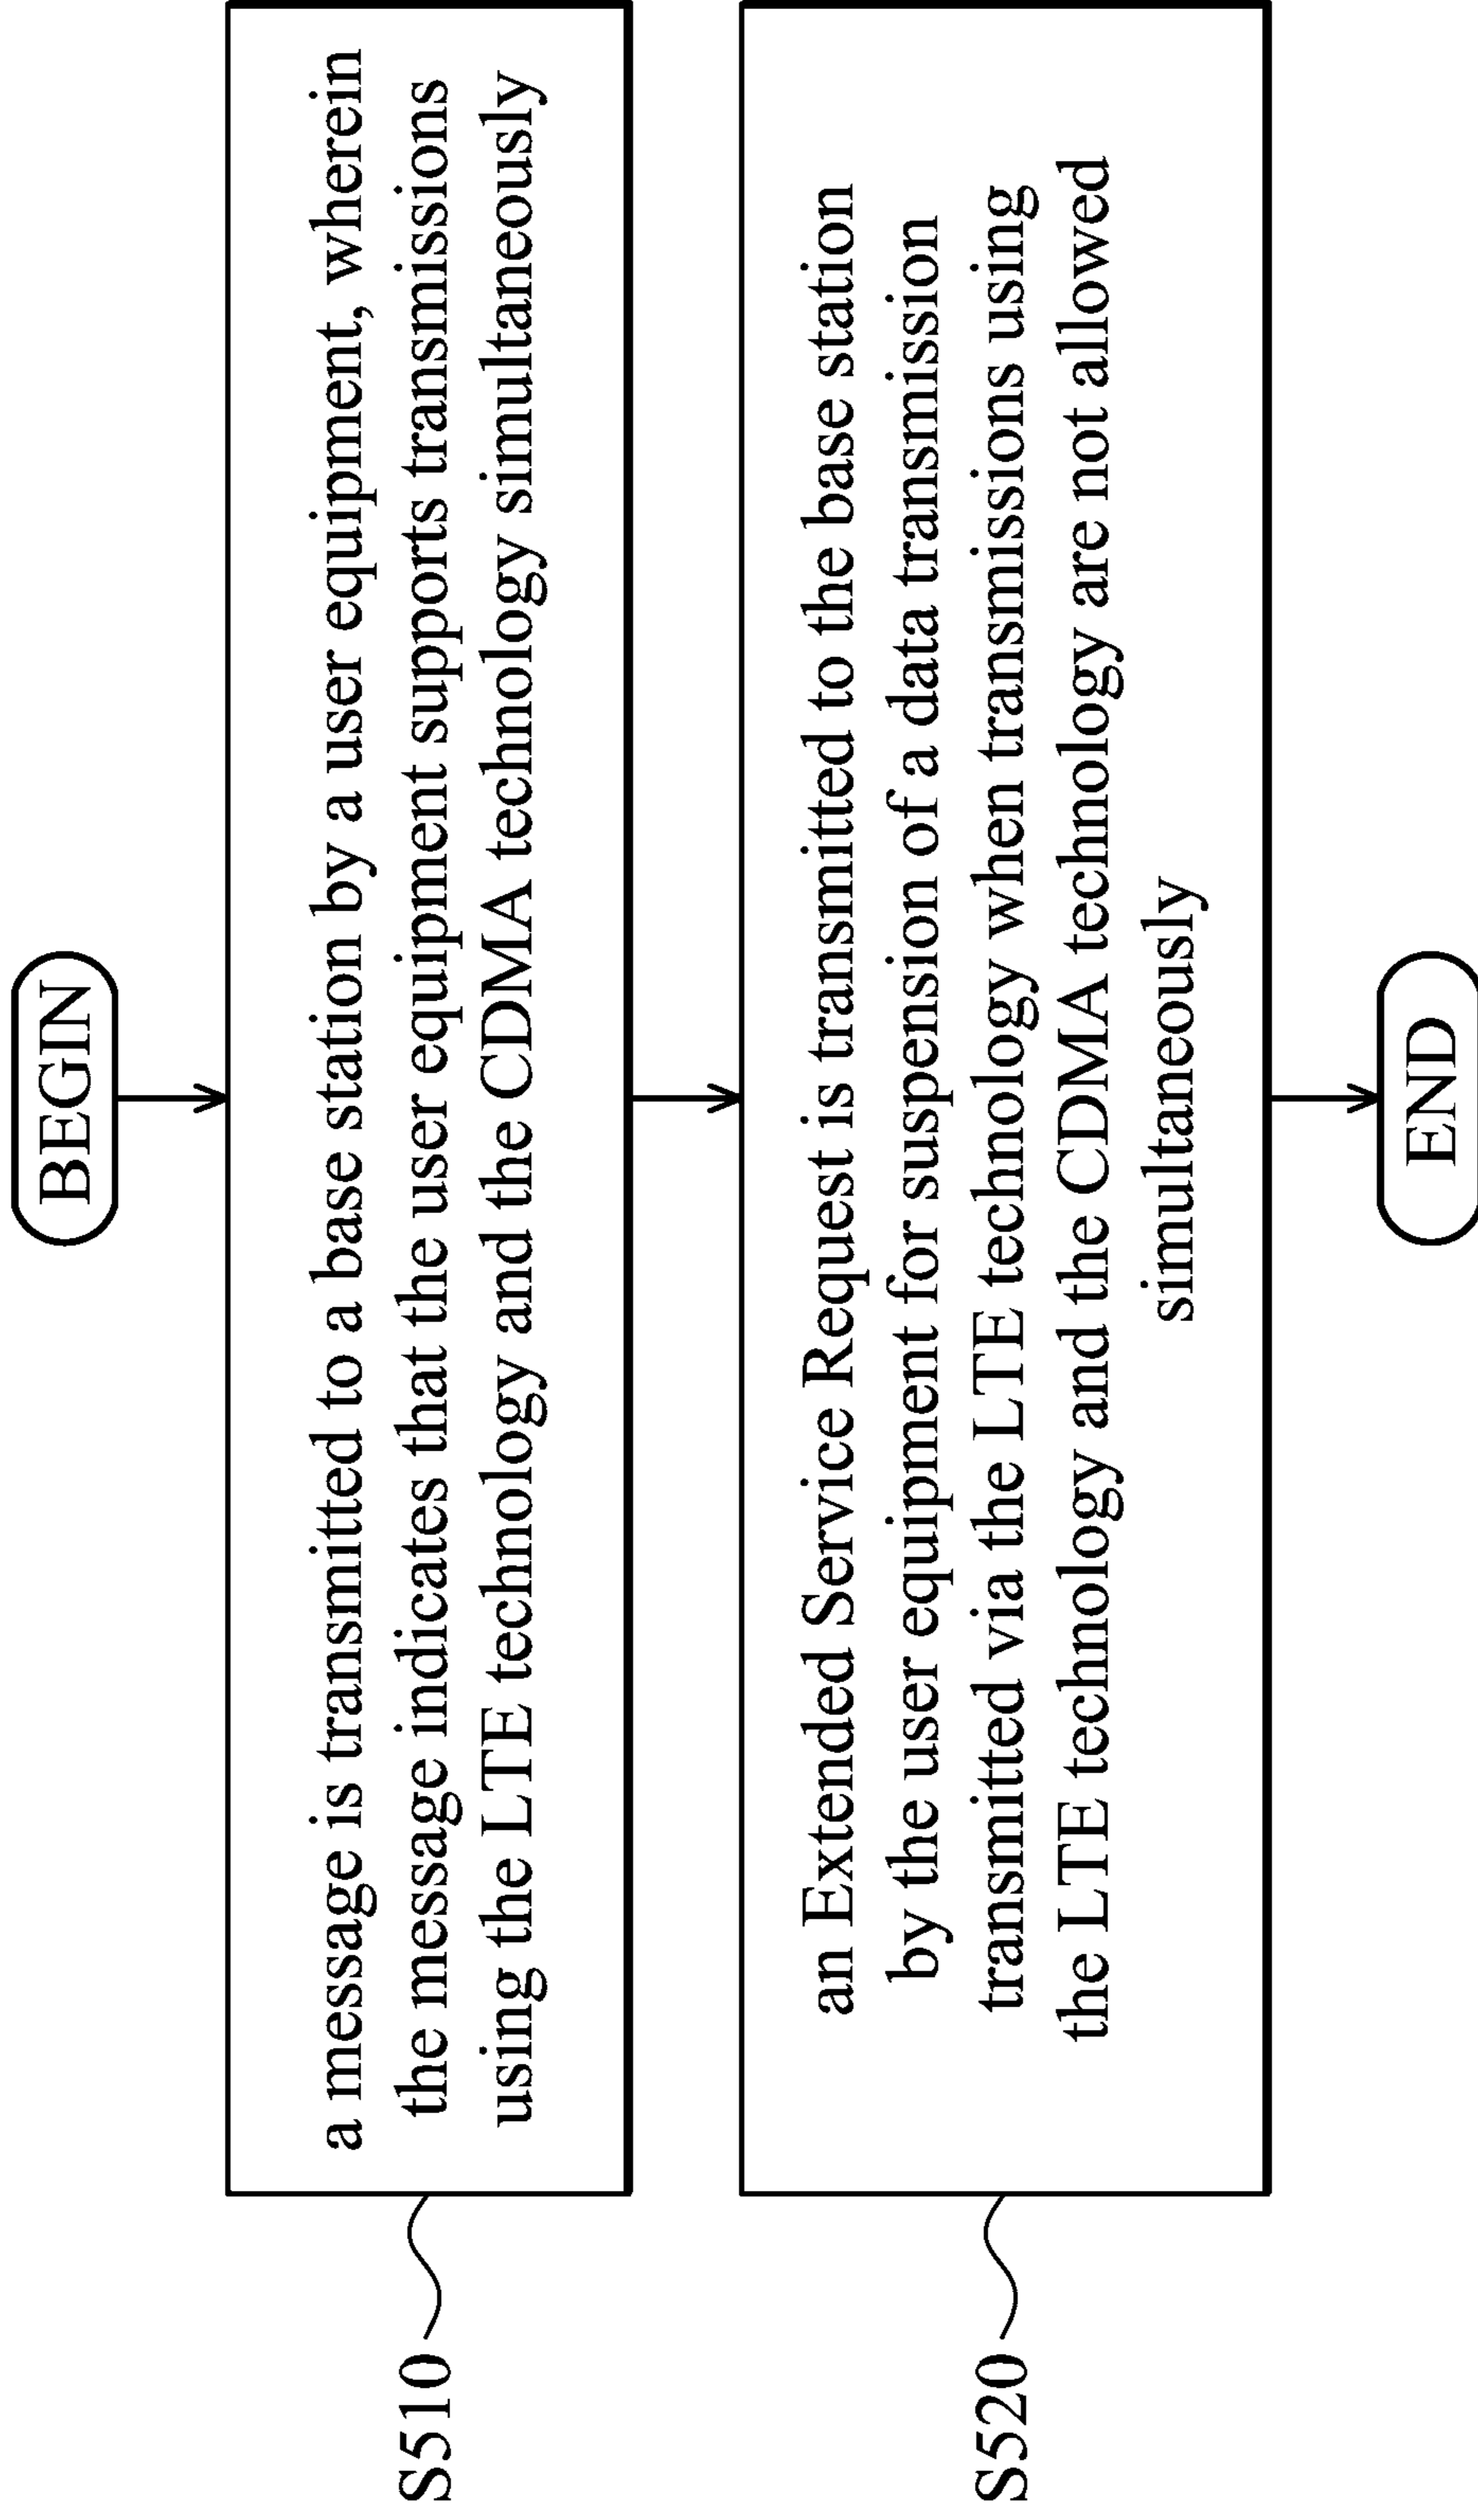 BEGIN
S510
a message is transmitted to a base station by a user equipment, wherein
the message indicates that the user equipment supports transmissions
using the LTE technology and the CDMA technology simultaneously
S520
an Extended Service Request is transmitted to the base station
by the user equipment for suspension of a data transmission
transmitted via the LTE technology when transmissions using
the LTE technology and the CDMA technology are not allowed
simultaneously
END